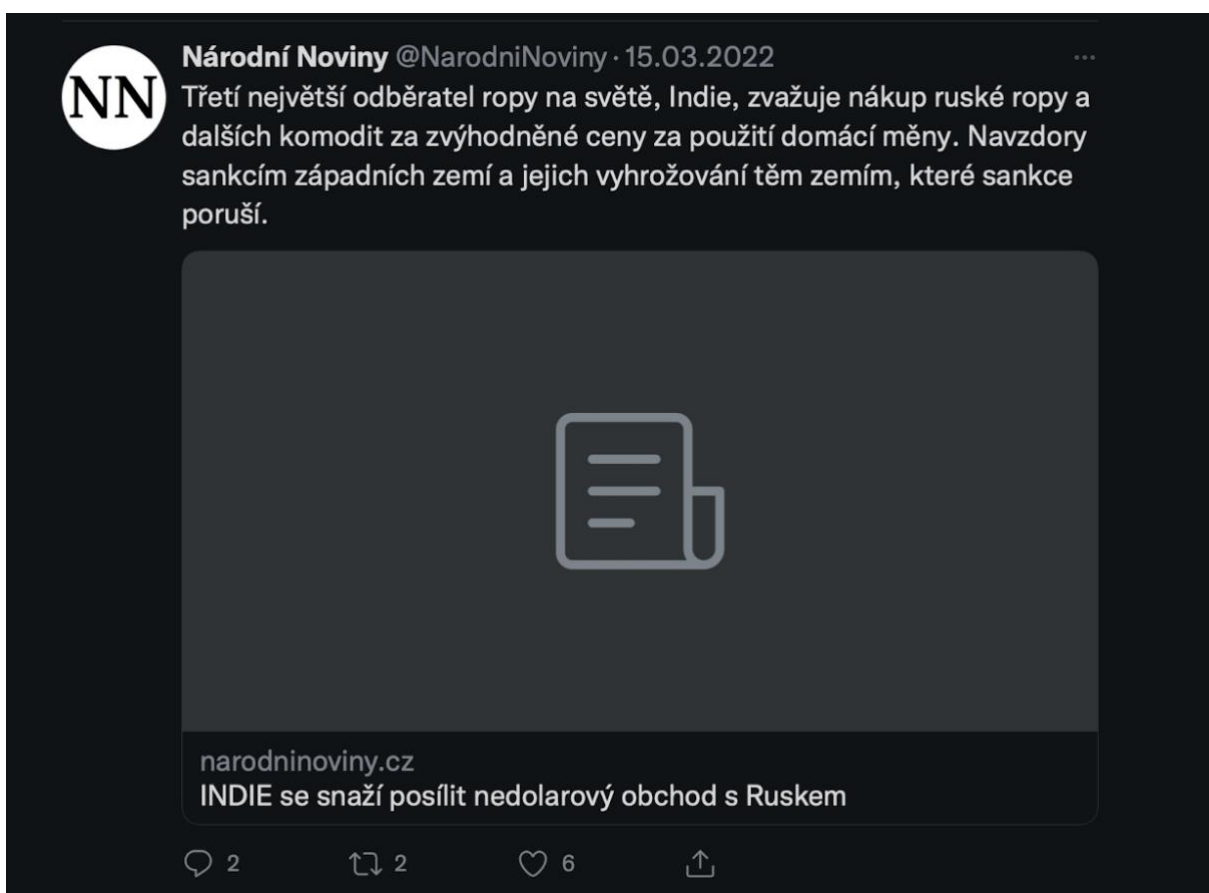 NN
Národní Noviny @NarodniNoviny · 15.03.2022
Třetí největší odběratel ropy na světě, Indie, zvažuje nákup ruské ropy a
dalších komodit za zvýhodněné ceny za použití domácí měny. Navzdory
sankcím západních zemí a jejich vyhrožování těm zemím, které sankce
poruší.
narodninoviny.cz
INDIE se snaží posílit nedolarový obchod s Ruskem
2 2 6